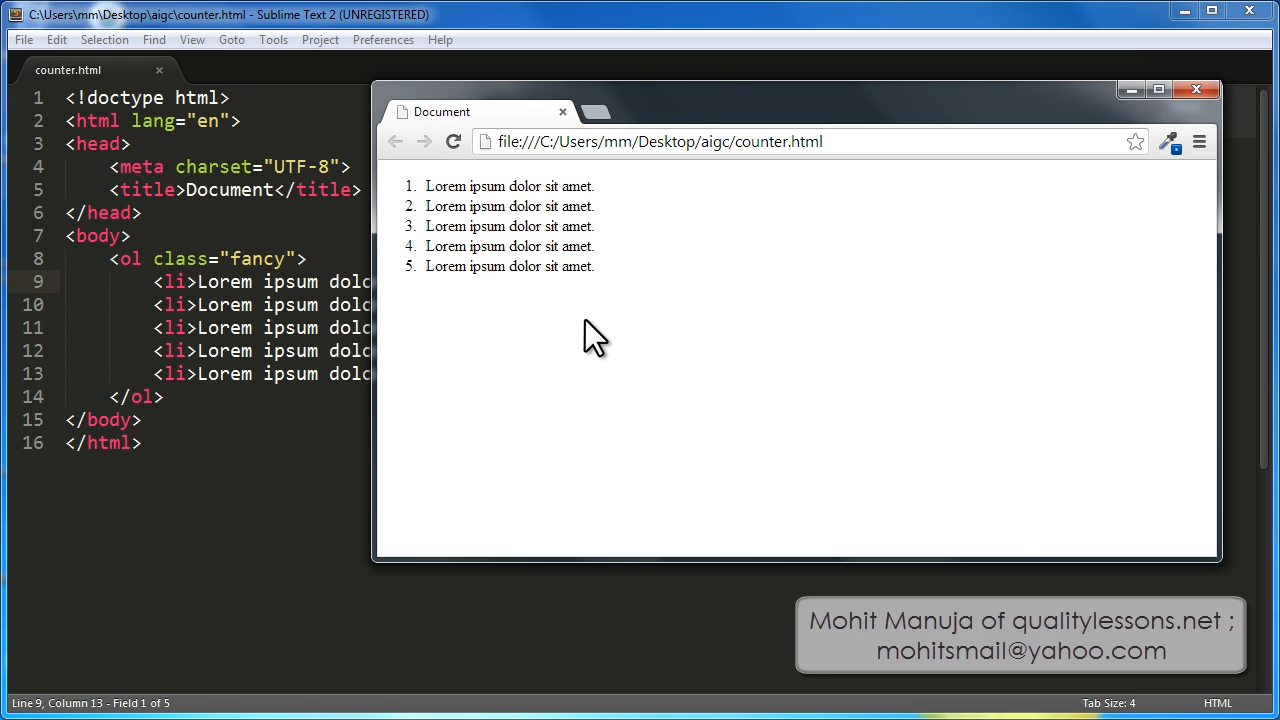 C:\Users\mm\Desktop\aigc\counter.html - Sublime Text 2 (UNREGISTERED)
File Edit Selection Find View Goto Tools Project Preferences Help
counter.html
1 <!doctype html>
2 <html lang="en">
3 <head>
4 <meta charset="UTF-8">
5 <title>Document</title>
6 </head>
7 <body>
8 <ol class="fancy">
9 <li>Lorem ipsum dolo
10 <li>Lorem ipsum dolo
11 <li>Lorem ipsum dolo
12 <li>Lorem ipsum dolo
13 <li>Lorem ipsum dolo
14 </ol>
15 </body>
16 </html>
Document
file:///C:/Users/mm/Desktop/aigc/counter.html
1. Lorem ipsum dolor sit amet.
2. Lorem ipsum dolor sit amet.
3. Lorem ipsum dolor sit amet.
4. Lorem ipsum dolor sit amet.
5. Lorem ipsum dolor sit amet.
Mohit Manuja of qualitylessons.net ;
mohitsmail@yahoo.com
Line 9, Column 13 - Field 1 of 5
Tab Size: 4
HTML